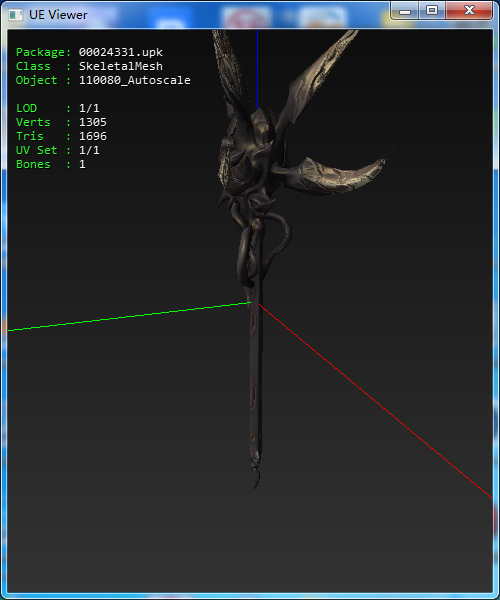 UE Viewer
Package: 00024331.upk
Class : SkeletalMesh
Object : 110080_Autoscale
LOD : 1/1
Verts : 1305
Tris : 1696
UV Set : 1/1
Bones : 1